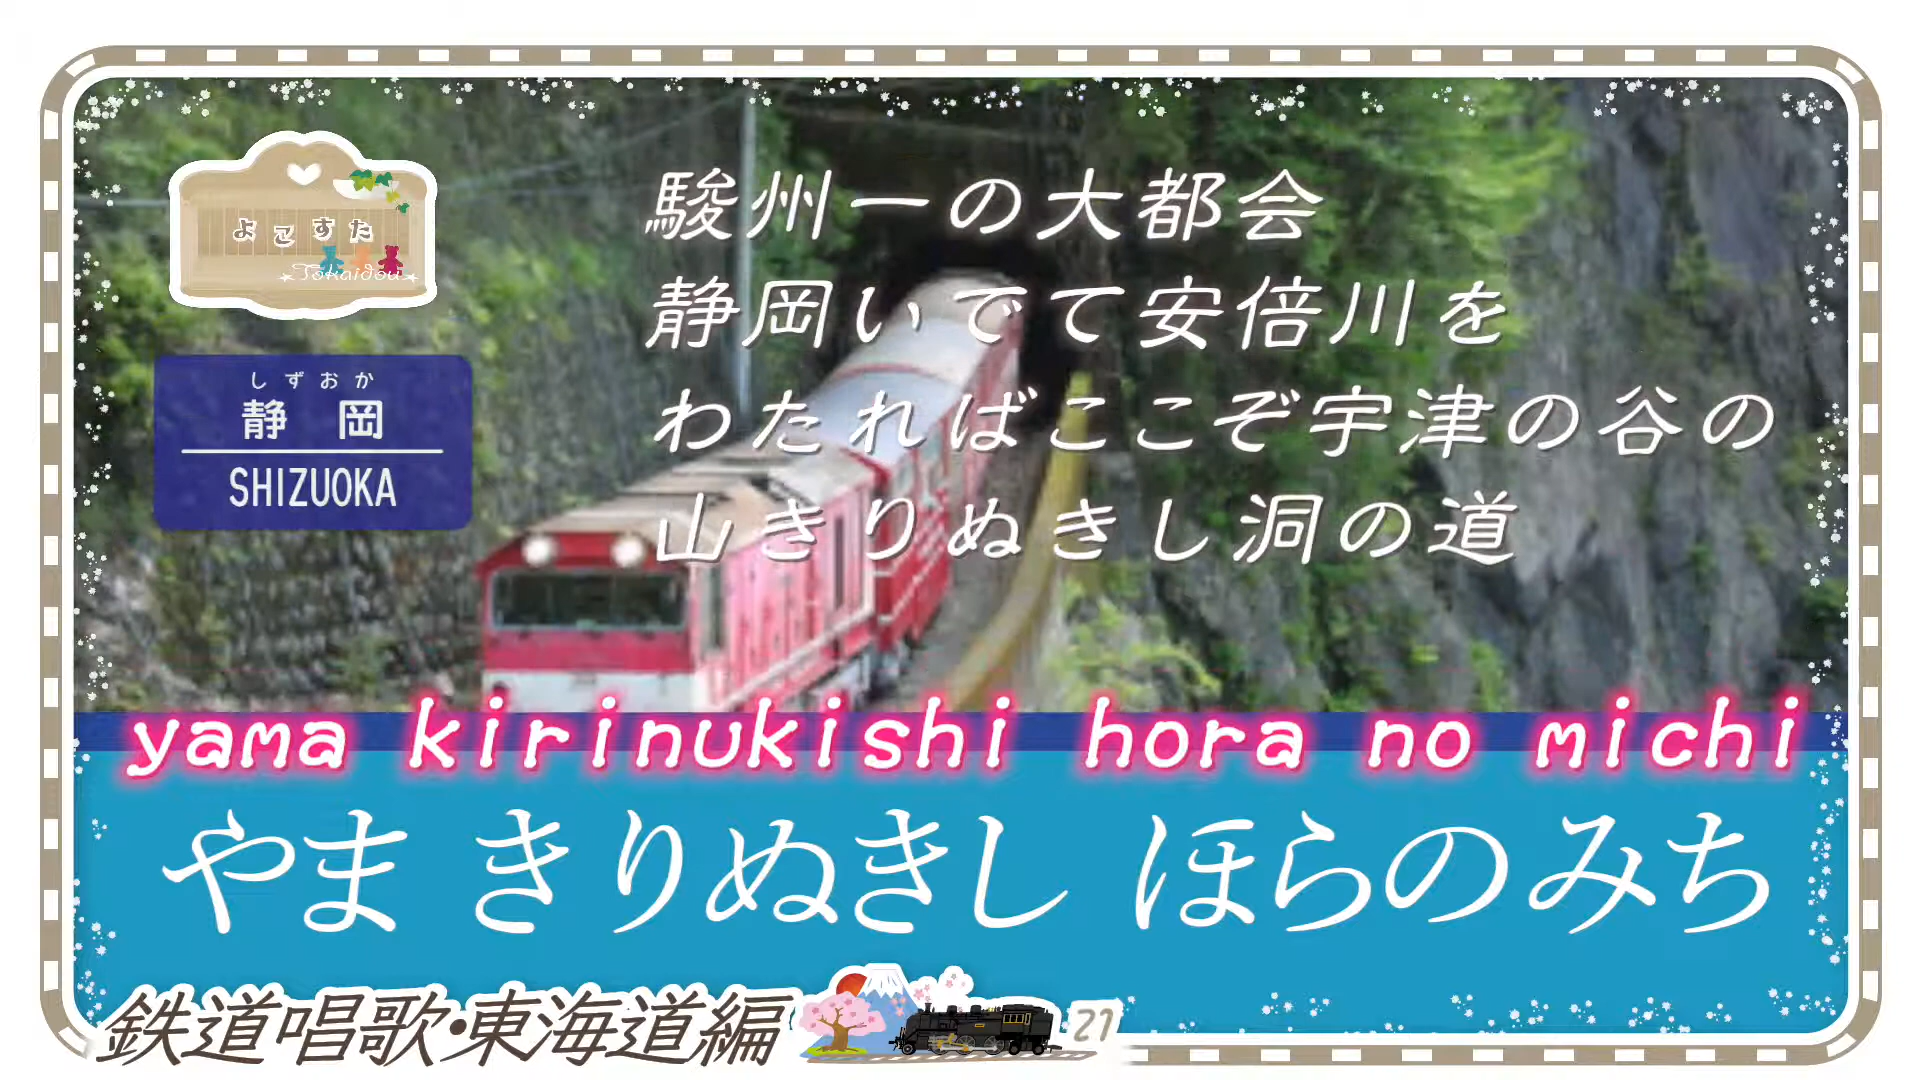 よこすた
Tokaidou
しずおか
静岡
SHIZUOKA
駿州一の大都会
静岡いでて安倍川を
わたればここぞ宇津の谷の
山きりぬきし洞の道
yama kirinukishi hora no michi
やま きりぬきし ほらのみち
鉄道唱歌・東海道編
21